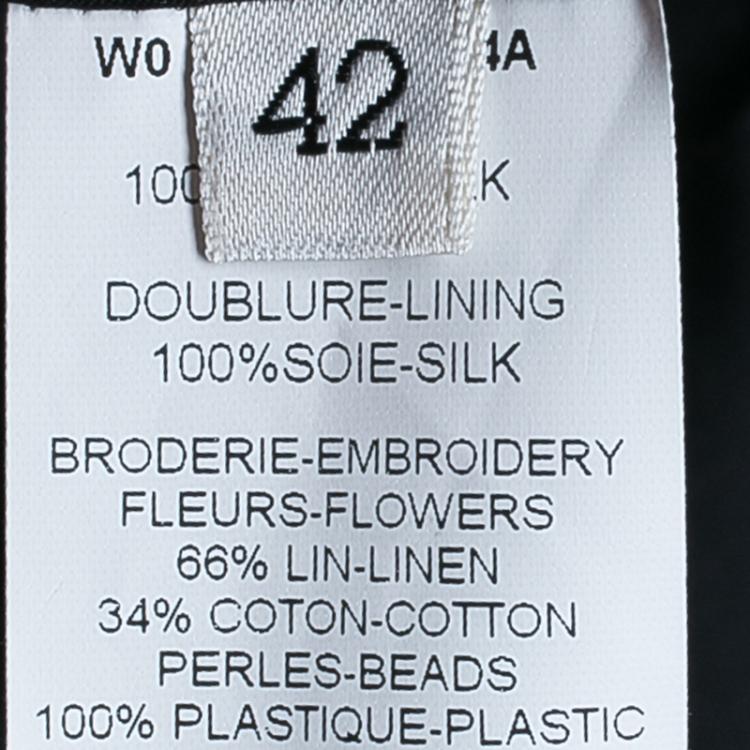 W0 4A
42
100 K
DOUBLURE-LINING
100%SOIE-SILK
BRODERIE-EMBROIDERY
FLEURS-FLOWERS
66% LIN-LINEN
34% COTON-COTTON
PERLES-BEADS
100% PLASTIQUE-PLASTIC